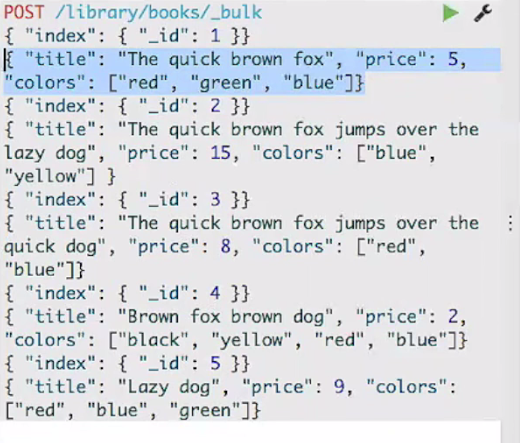 POST /library/books/_bulk
{ "index": { "_id": 1 }}
{ "title": "The quick brown fox", "price": 5,
"colors": ["red", "green", "blue"]}
{ "index": { "_id": 2 }}
{ "title": "The quick brown fox jumps over the
lazy dog", "price": 15, "colors": ["blue",
"yellow"] }
{ "index": { "_id": 3 }}
{ "title": "The quick brown fox jumps over the
quick dog", "price": 8, "colors": ["red",
"blue"]}
{ "index": { "_id": 4 }}
{ "title": "Brown fox brown dog", "price": 2,
"colors": ["black", "yellow", "red", "blue"]}
{ "index": { "_id": 5 }}
{ "title": "Lazy dog", "price": 9, "colors":
["red", "blue", "green"]}